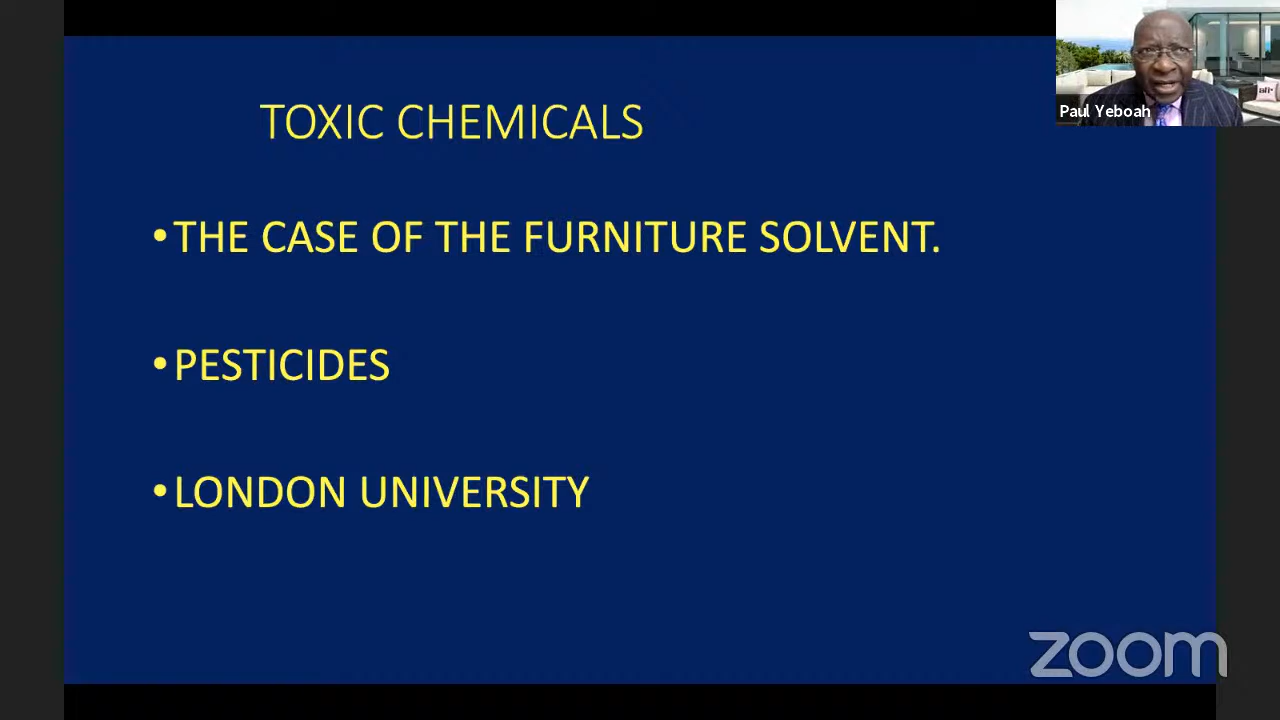 TOXIC CHEMICALS
•THE CASE OF THE FURNITURE SOLVENT.
•PESTICIDES
•LONDON UNIVERSITY
Paul Yeboah
zoom